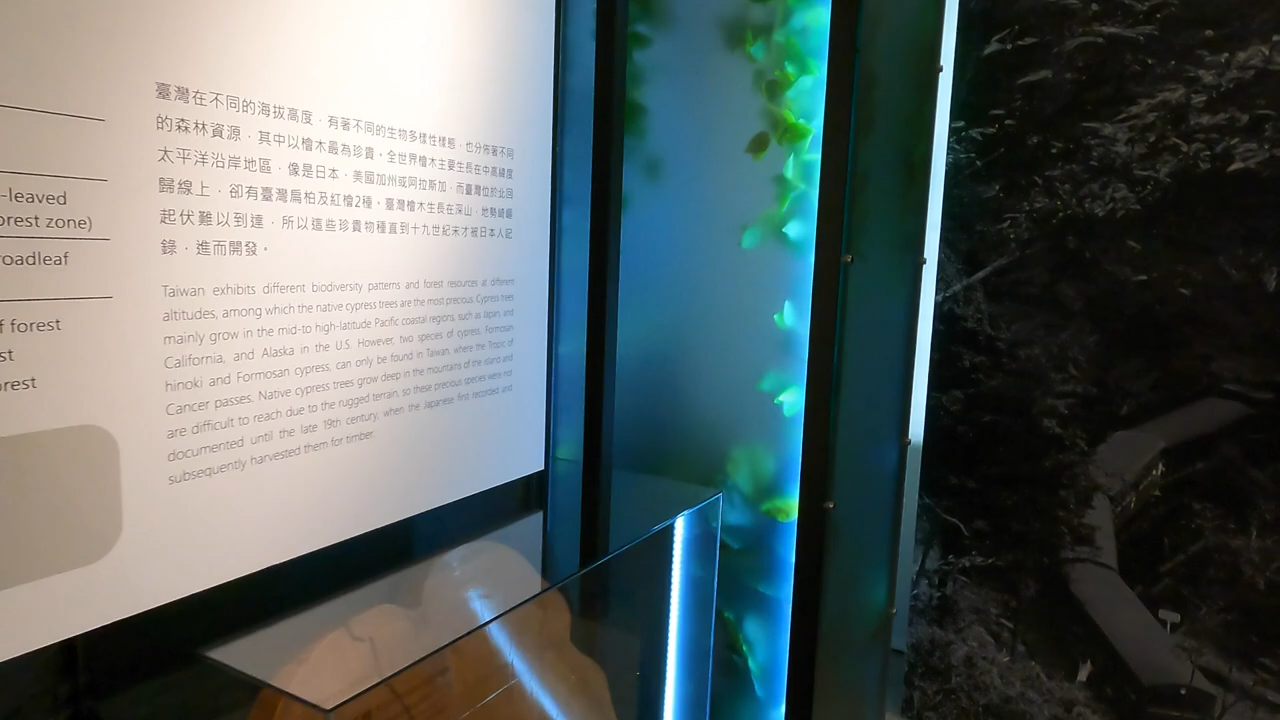 -leaved
orest zone)
roadleaf
f forest
st
orest
臺灣在不同的海拔高度，有著不同的生物多樣性樣態，也分佈著不同
的森林資源，其中以檜木最為珍貴。全世界檜木主要生長在中高緯度
太平洋沿岸地區，像是日本，美國加州或阿拉斯加，而臺灣位於北回
歸線上，卻有臺灣扁柏及紅檜2種。臺灣檜木生長在深山，地勢崎嶇
起伏難以到達，所以這些珍貴物種直到十九世紀末才被日本人記
錄，進而開發。
Taiwan exhibits different biodiversity patterns and forest resources at different
altitudes, among which the native cypress trees are the most precious. Cypress trees
mainly grow in the mid-to high-latitude Pacific coastal regions, such as Japan, and
California, and Alaska in the U.S. However, two species of cypress, Formosan
hinoki and Formosan cypress, can only be found in Taiwan, where the Tropic of
Cancer passes. Native cypress trees grow deep in the mountains of the island and
are difficult to reach due to the rugged terrain, so these precious species were not
documented until the late 19th century, when the Japanese first recorded and
subsequently harvested them for timber.